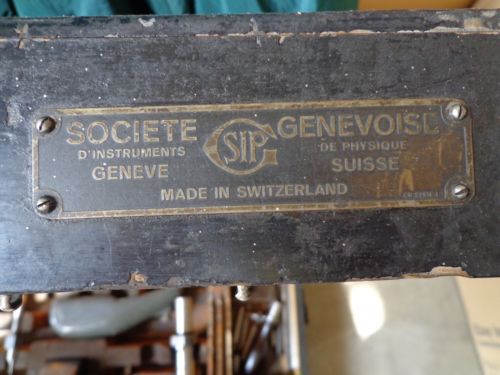 SOCIETE SIP GENEVOISE
D'INSTRUMENTS DE PHYSIQUE
GENEVE SUISSE
MADE IN SWITZERLAND